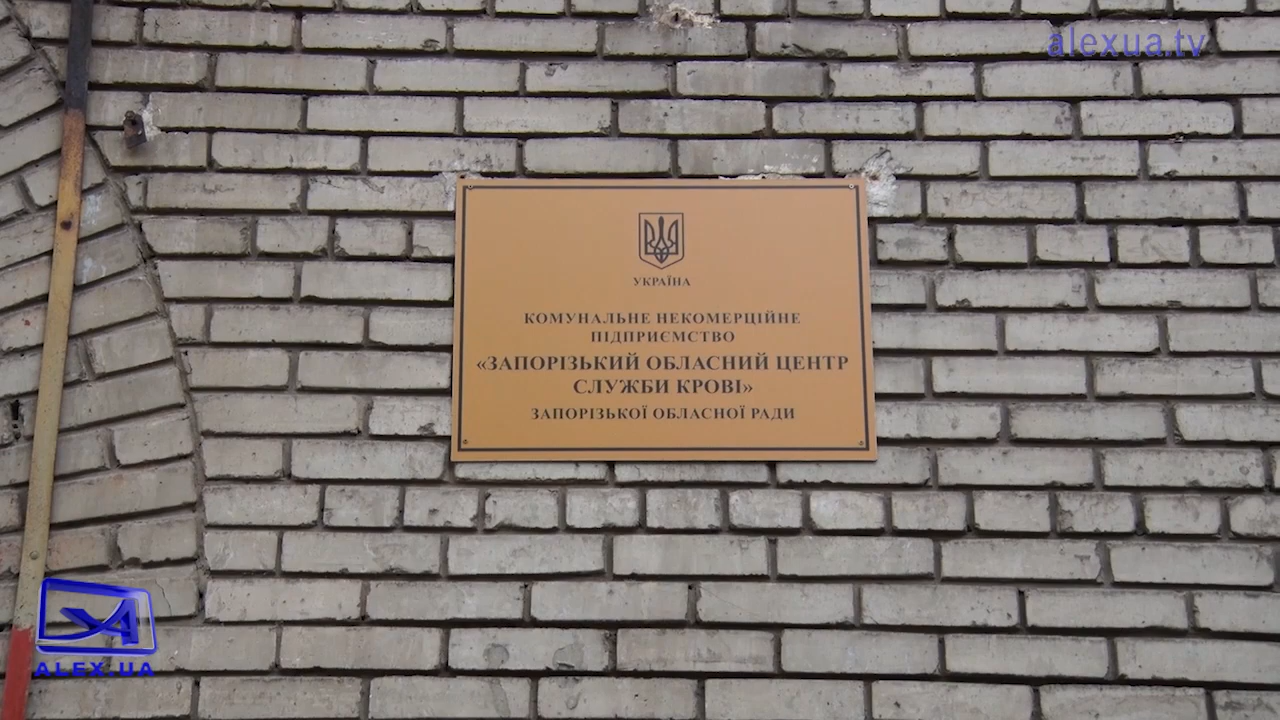 alexua.tv
УКРАЇНА
КОМУНАЛЬНЕ НЕКОМЕРЦІЙНЕ
ПІДПРИЄМСТВО
«ЗАПОРІЗЬКИЙ ОБЛАСНИЙ ЦЕНТР
СЛУЖБИ КРОВІ»
ЗАПОРІЗЬКОЇ ОБЛАСНОЇ РАДИ
ALEX.UA